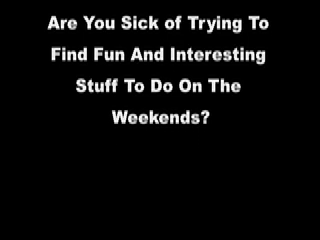 Are You Sick of Trying To
Find Fun And Interesting
Stuff To Do On The
Weekends?